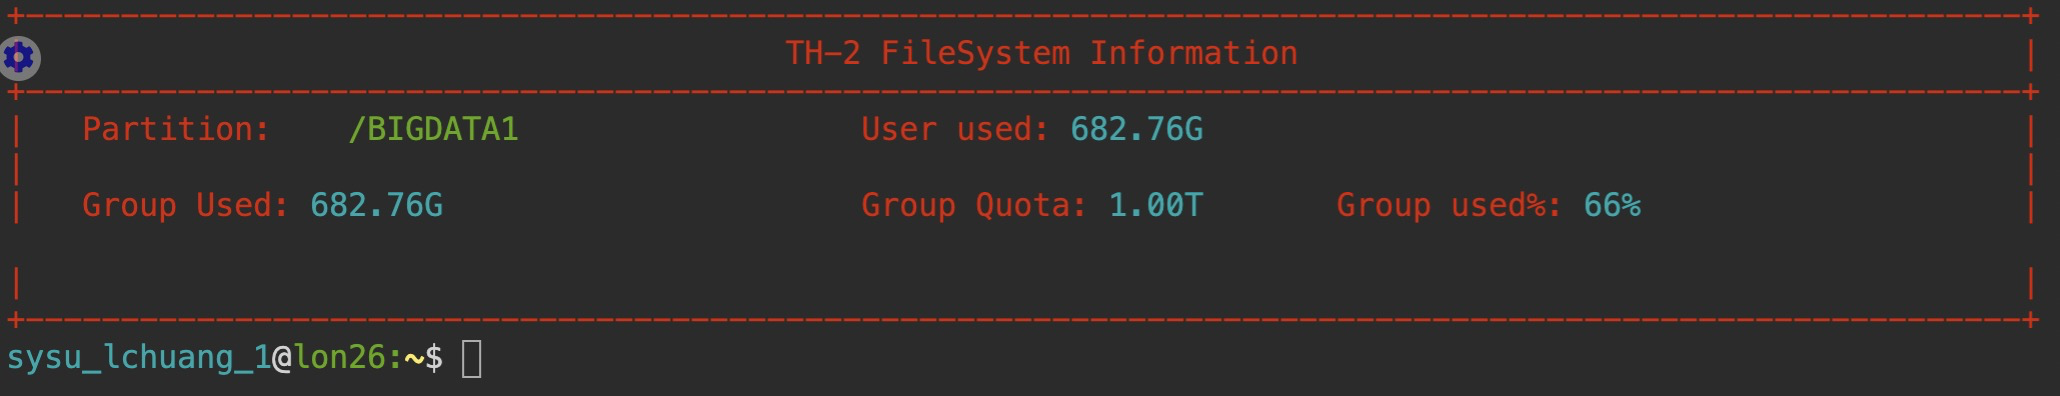 TH-2 FileSystem Information
Partition: /BIGDATA1 User used: 682.76G
Group Used: 682.76G Group Quota: 1.00T Group used%: 66%
sysu_lchuang_1@lon26:~$